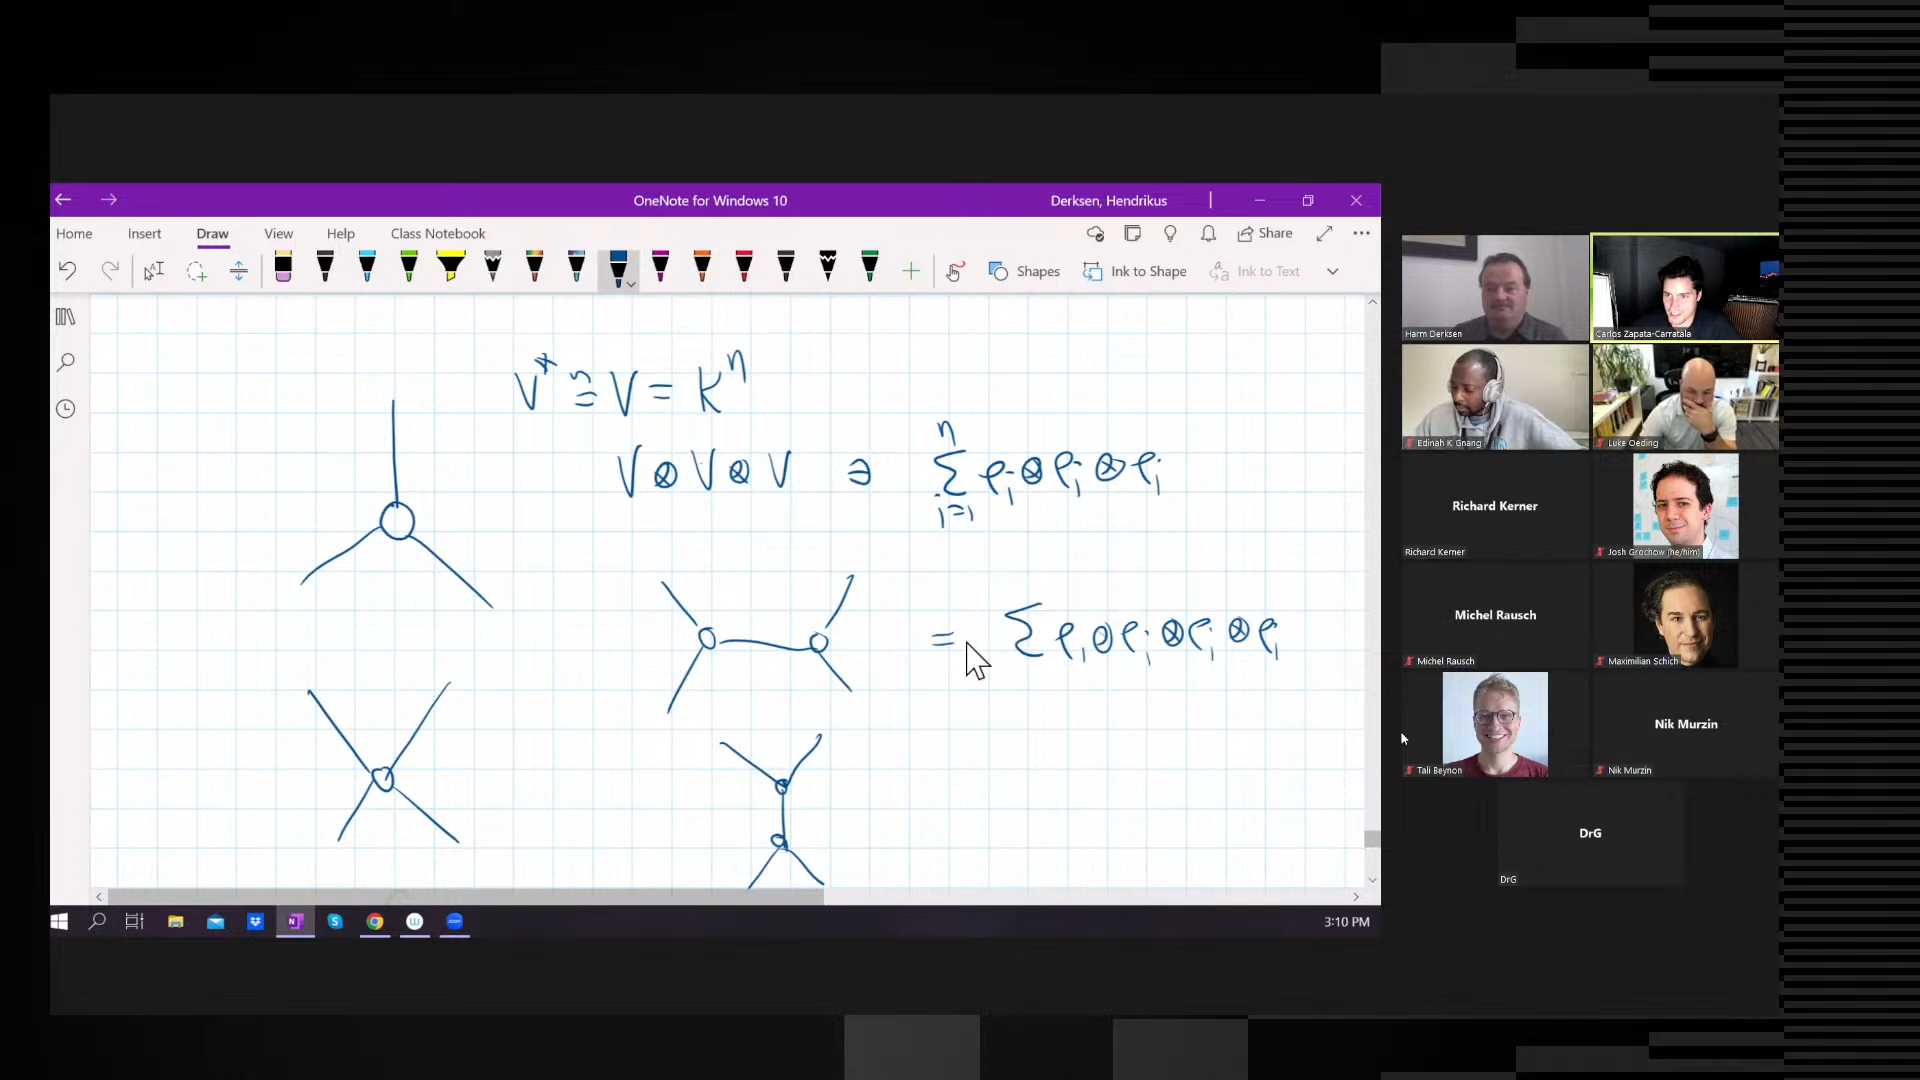 OneNote for Windows 10
Derksen, Hendrikus
Home Insert Draw View Help Class Notebook Share
Shapes Ink to Shape Ink to Text
V* ≅ V = K^n
V ⊗ V ⊗ V ∋ n Σ i=1 e_i ⊗ e_i ⊗ e_i
= Σ e_i ⊗ e_i ⊗ e_i ⊗ e_i
3:10 PM
Harm Derksen
Carlos Zapata-Carratala
Edinah K Gnang
Luke Oeding
Richard Kerner
Richard Kerner
Josh Grochow (he/him)
Michel Rausch
Michel Rausch
Maximilian Schich
Tali Beynon
Nik Murzin
Nik Murzin
DrG
DrG